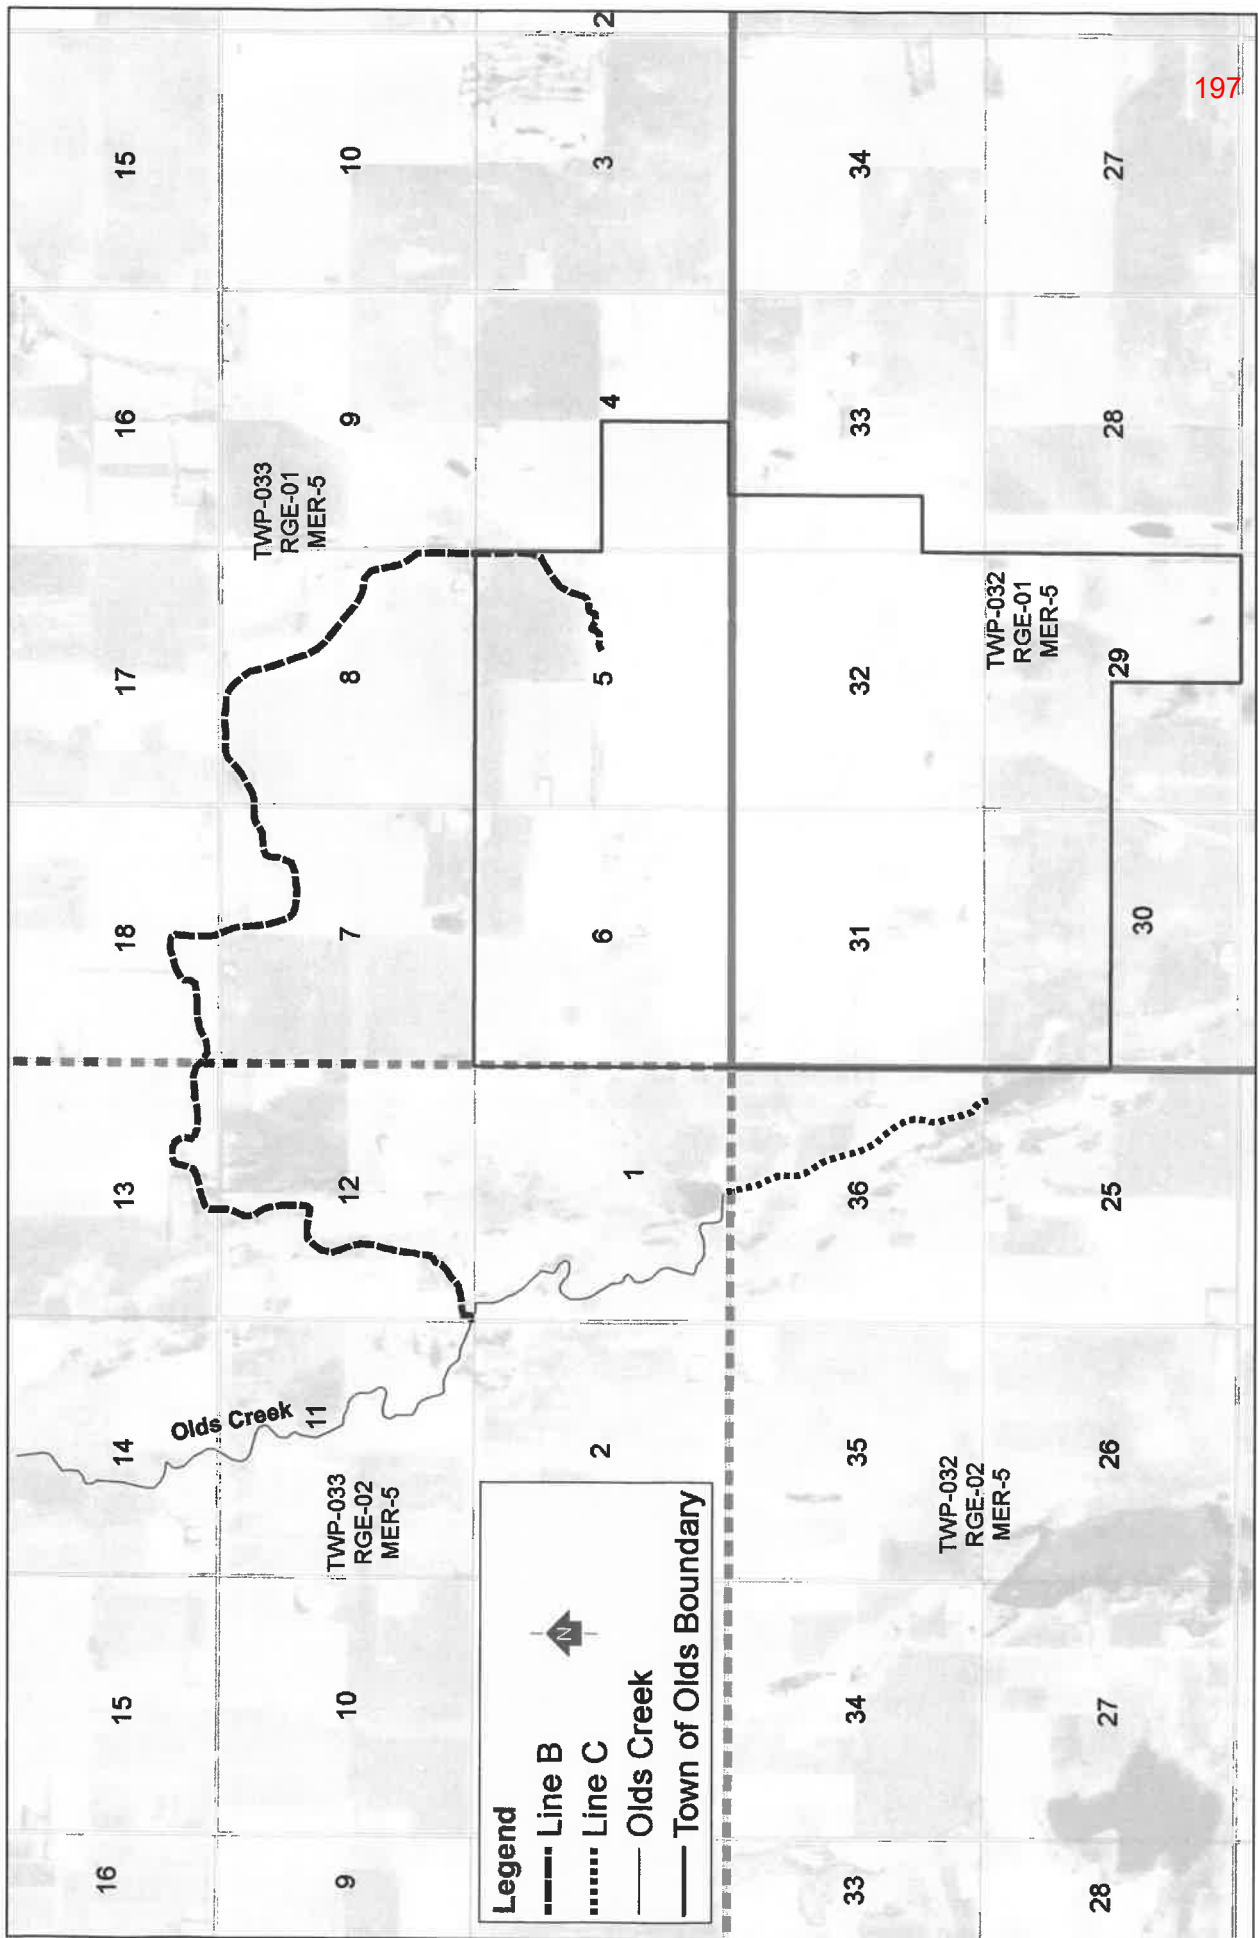 197
16
15
14
13
18
17
16
15
9
10
11
12
7
8
9
10
Olds Creek
TWP-033
RGE-02
MER-5
TWP-033
RGE-01
MER-5
2
1
6
5
4
3
2
33
34
35
36
31
32
33
34
TWP-032
RGE-02
MER-5
TWP-032
RGE-01
MER-5
28
27
26
25
30
29
28
27
Legend
N
Line B
Line C
Olds Creek
Town of Olds Boundary